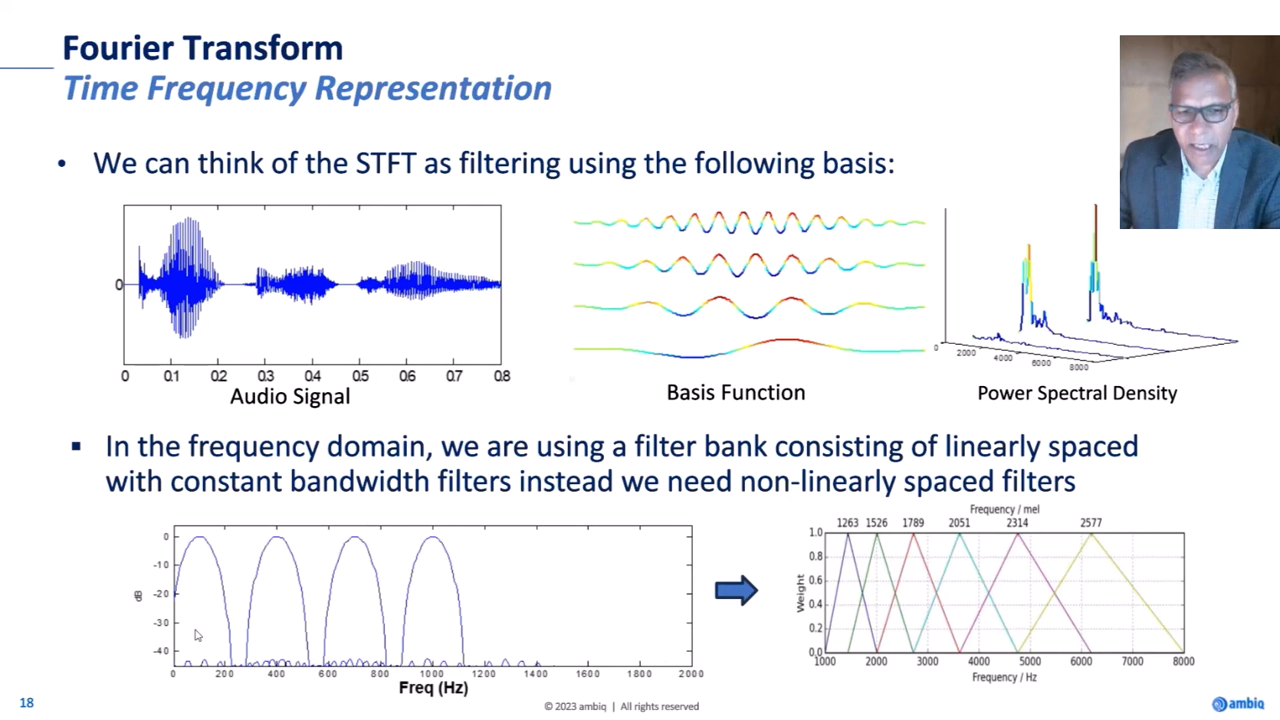 Fourier Transform
Time Frequency Representation
• We can think of the STFT as filtering using the following basis:
0
0 0.1 0.2 0.3 0.4 0.5 0.6 0.7 0.8
Audio Signal
Basis Function
0 2000 4000 6000 8000
Power Spectral Density
▪ In the frequency domain, we are using a filter bank consisting of linearly spaced
with constant bandwidth filters instead we need non-linearly spaced filters
0
-10
-20
-30
-40
dB
0 200 400 600 800 1000 1200 1400 1600 1800 2000
Freq (Hz)
Frequency / mel
1263 1526 1789 2051 2314 2577
1.0
0.8
0.6
0.4
0.2
0.0
Weight
1000 2000 3000 4000 5000 6000 7000 8000
Frequency / Hz
18
© 2023 ambiq | All rights reserved
ambiq